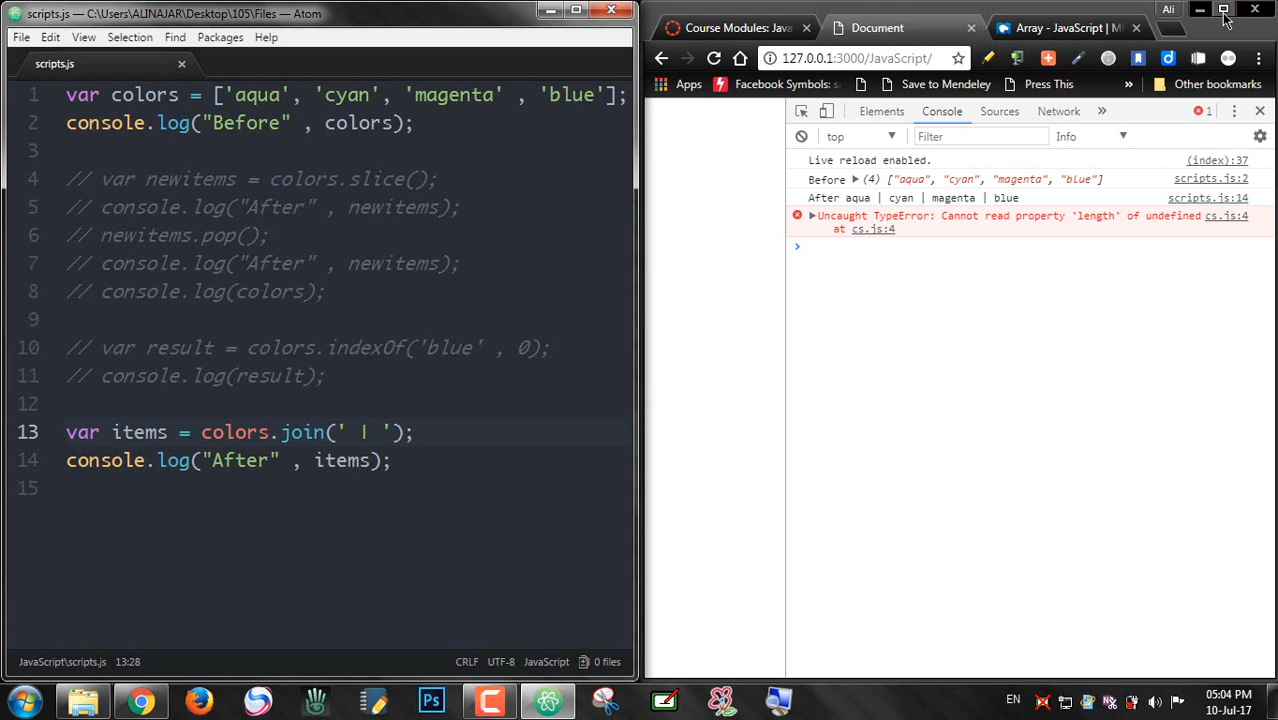 scripts.js — C:\Users\ALINAJAR\Desktop\105\Files — Atom
File Edit View Selection Find Packages Help
scripts.js
1 var colors = ['aqua', 'cyan', 'magenta' , 'blue'];
2 console.log("Before" , colors);
3
4 // var newitems = colors.slice();
5 // console.log("After" , newitems);
6 // newitems.pop();
7 // console.log("After" , newitems);
8 // console.log(colors);
9
10 // var result = colors.indexOf('blue' , 0);
11 // console.log(result);
12
13 var items = colors.join(' | ');
14 console.log("After" , items);
15
JavaScript\scripts.js 13:28
CRLF UTF-8 JavaScript 0 files
Ali
Course Modules: Java
Document
Array - JavaScript | M
127.0.0.1:3000/JavaScript/
Apps Facebook Symbols: Save to Mendeley Press This » Other bookmarks
Elements Console Sources Network » 1
top Filter Info
Live reload enabled. (index):37
Before (4) ["aqua", "cyan", "magenta", "blue"] scripts.js:2
After aqua | cyan | magenta | blue scripts.js:14
Uncaught TypeError: Cannot read property 'length' of undefined cs.js:4
at cs.js:4
Ps
EN
05:04 PM
10-Jul-17